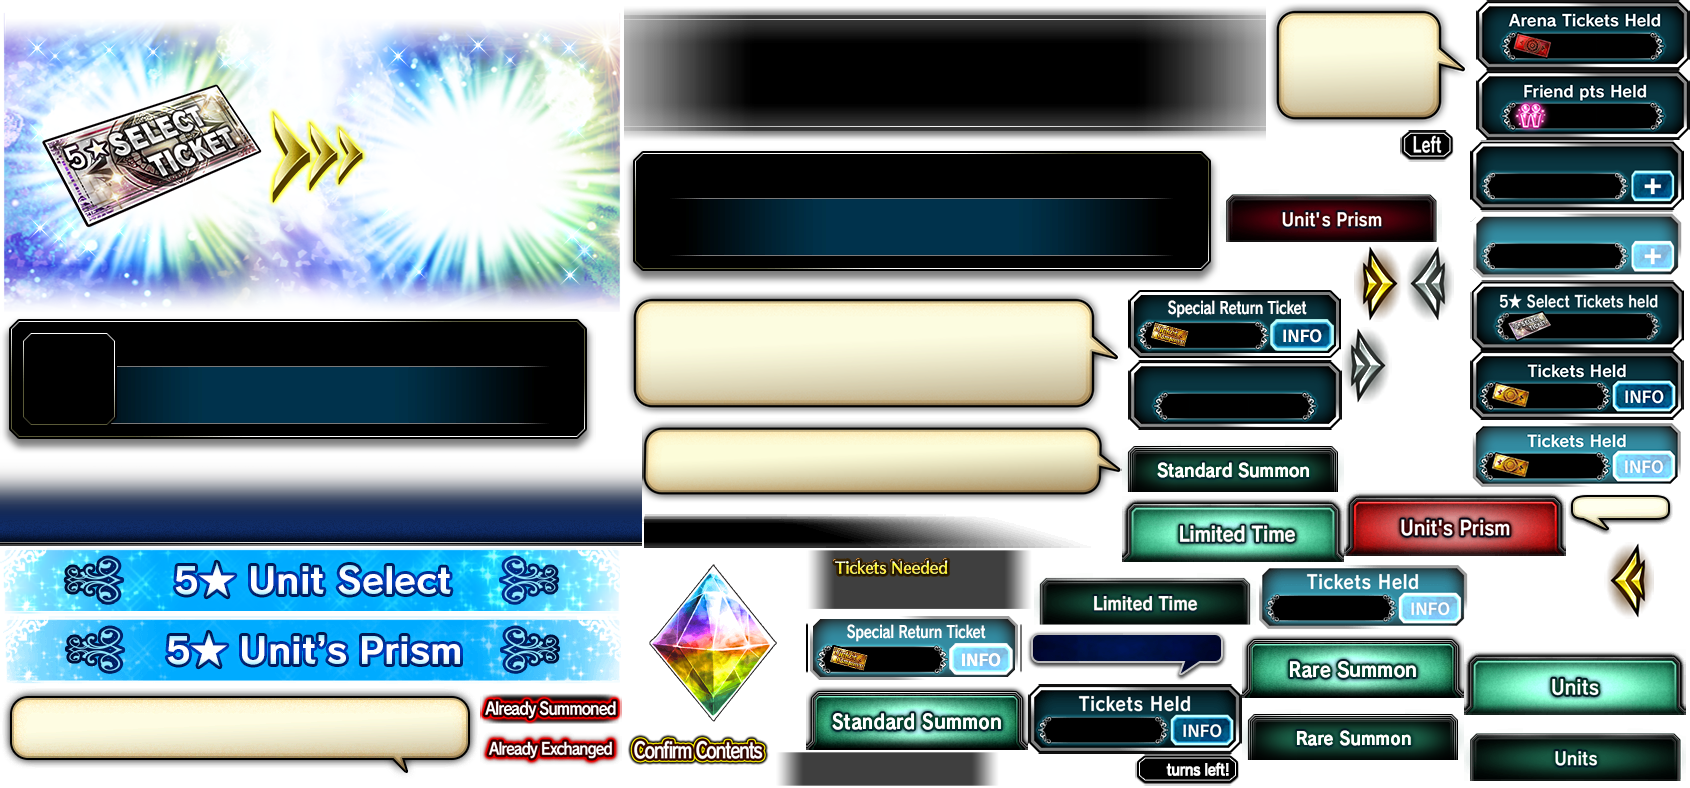 5★SELECT
TICKET
Left
Unit's Prism
Special Return Ticket
INFO
Standard Summon
Limited Time
Unit's Prism
Arena Tickets Held
Friend pts Held
+
+
5★ Select Tickets held
Tickets Held
INFO
Tickets Held
INFO
5★ Unit Select
5★ Unit's Prism
Already Summoned
Already Exchanged
Confirm Contents
Tickets Needed
Special Return Ticket
INFO
Standard Summon
Limited Time
Tickets Held
INFO
Tickets Held
INFO
turns left!
Rare Summon
Rare Summon
Units
Units